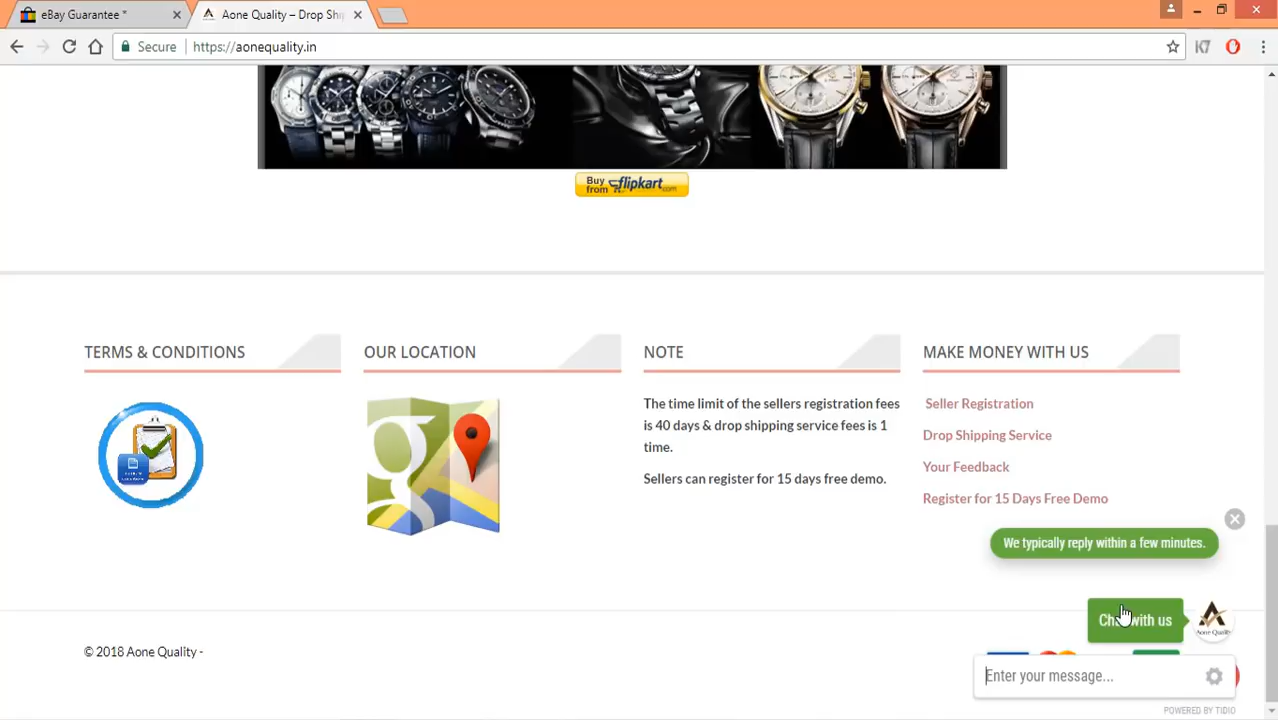 eBay Guarantee *
Aone Quality – Drop Shi
Secure
https://aonequality.in
K7
Buy from flipkart.com
TERMS & CONDITIONS
OUR LOCATION
NOTE
The time limit of the sellers registration fees
is 40 days & drop shipping service fees is 1
time.
Sellers can register for 15 days free demo.
MAKE MONEY WITH US
Seller Registration
Drop Shipping Service
Your Feedback
Register for 15 Days Free Demo
We typically reply within a few minutes.
Chat with us
Aone Quality
© 2018 Aone Quality -
Enter your message...
POWERED BY TIDIO